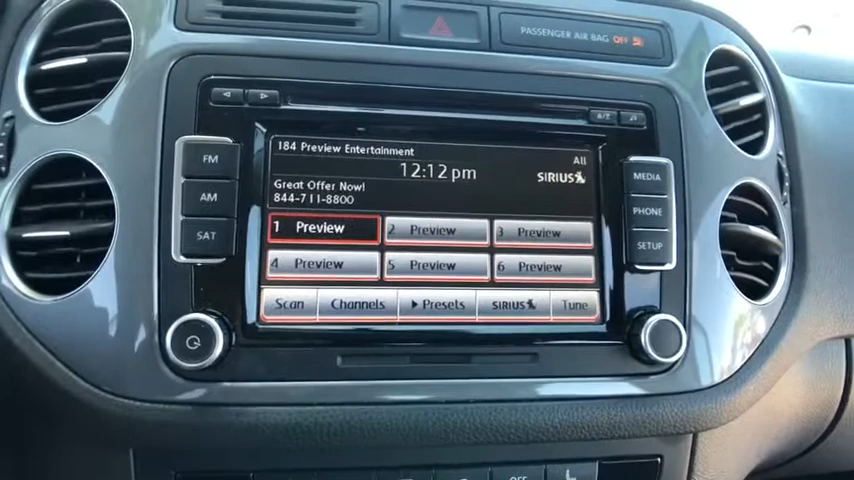 PASSENGER AIR BAG OFF
A/Z
184 Preview Entertainment
12:12pm
All
SIRIUS
Great Offer Now
844-711-8800
FM
AM
SAT
MEDIA
PHONE
SETUP
1 Preview
2 Preview
3 Preview
4 Preview
5 Preview
6 Preview
Scan
Channels
Presets
SIRIUS
Tune
OFF